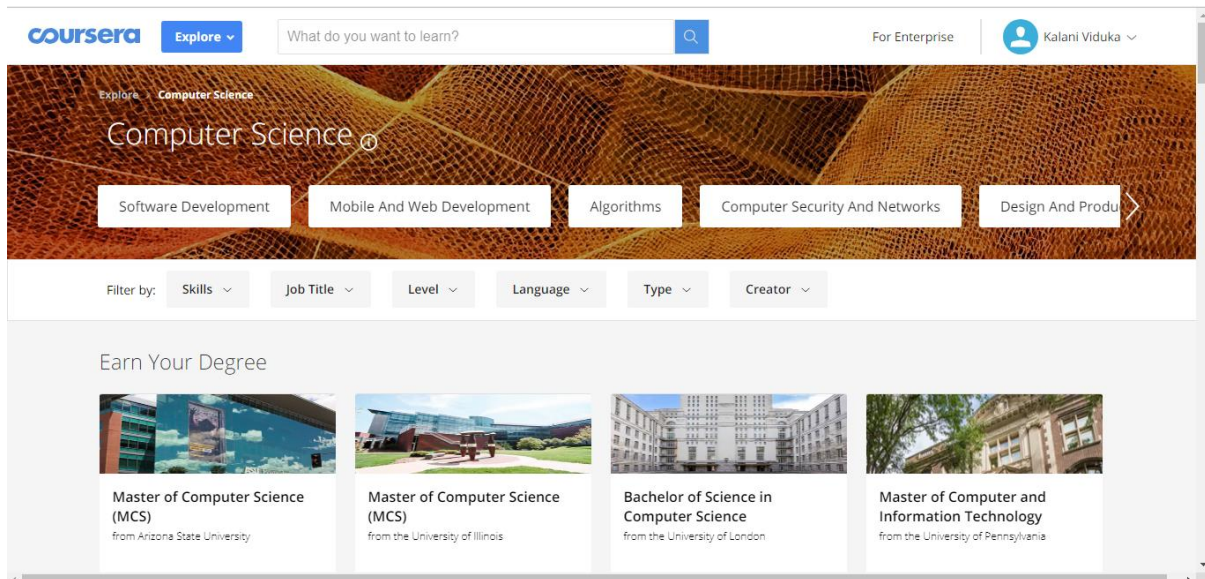 coursera
Explore
What do you want to learn?
For Enterprise
Kalani Viduka
Explore › Computer Science
Computer Science
Software Development
Mobile And Web Development
Algorithms
Computer Security And Networks
Design And Produ
Filter by:
Skills
Job Title
Level
Language
Type
Creator
Earn Your Degree
Master of Computer Science
(MCS)
from Arizona State University
Master of Computer Science
(MCS)
from the University of Illinois
Bachelor of Science in
Computer Science
from the University of London
Master of Computer and
Information Technology
from the University of Pennsylvania